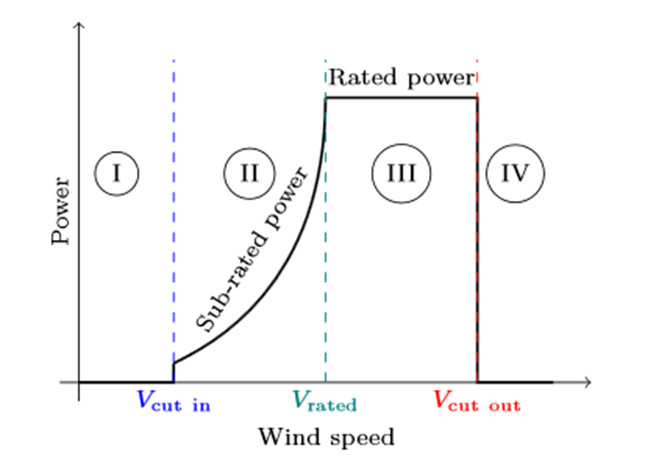 Rated power
I
II
III
IV
Sub-rated power
Power
V_cut in
V_rated
V_cut out
Wind speed